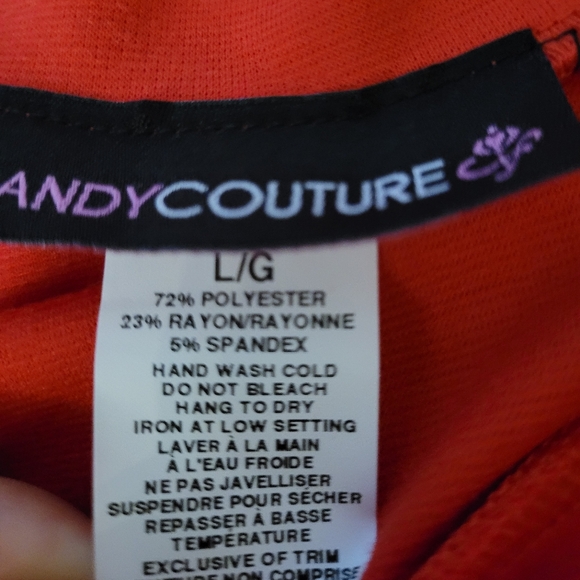 ANDYCOUTURE
L/G
72% POLYESTER
23% RAYON/RAYONNE
5% SPANDEX
HAND WASH COLD
DO NOT BLEACH
HANG TO DRY
IRON AT LOW SETTING
LAVER À LA MAIN
À L'EAU FROIDE
NE PAS JAVELLISER
SUSPENDRE POUR SÉCHER
REPASSER À BASSE
TEMPÉRATURE
EXCLUSIVE OF TRIM
NON COMPRISE